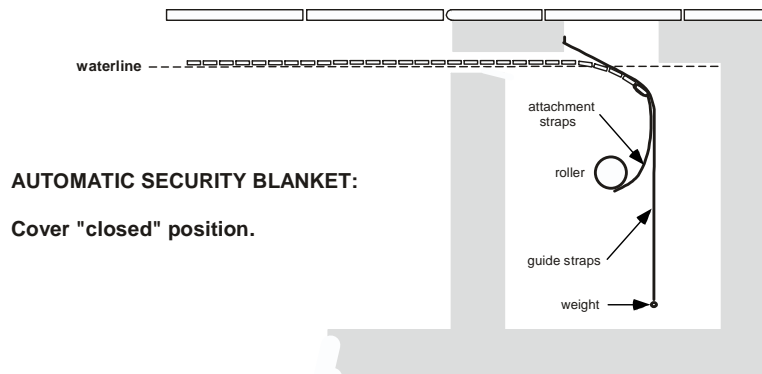 waterline
attachment
straps
roller
AUTOMATIC SECURITY BLANKET:
Cover "closed" position.
guide straps
weight